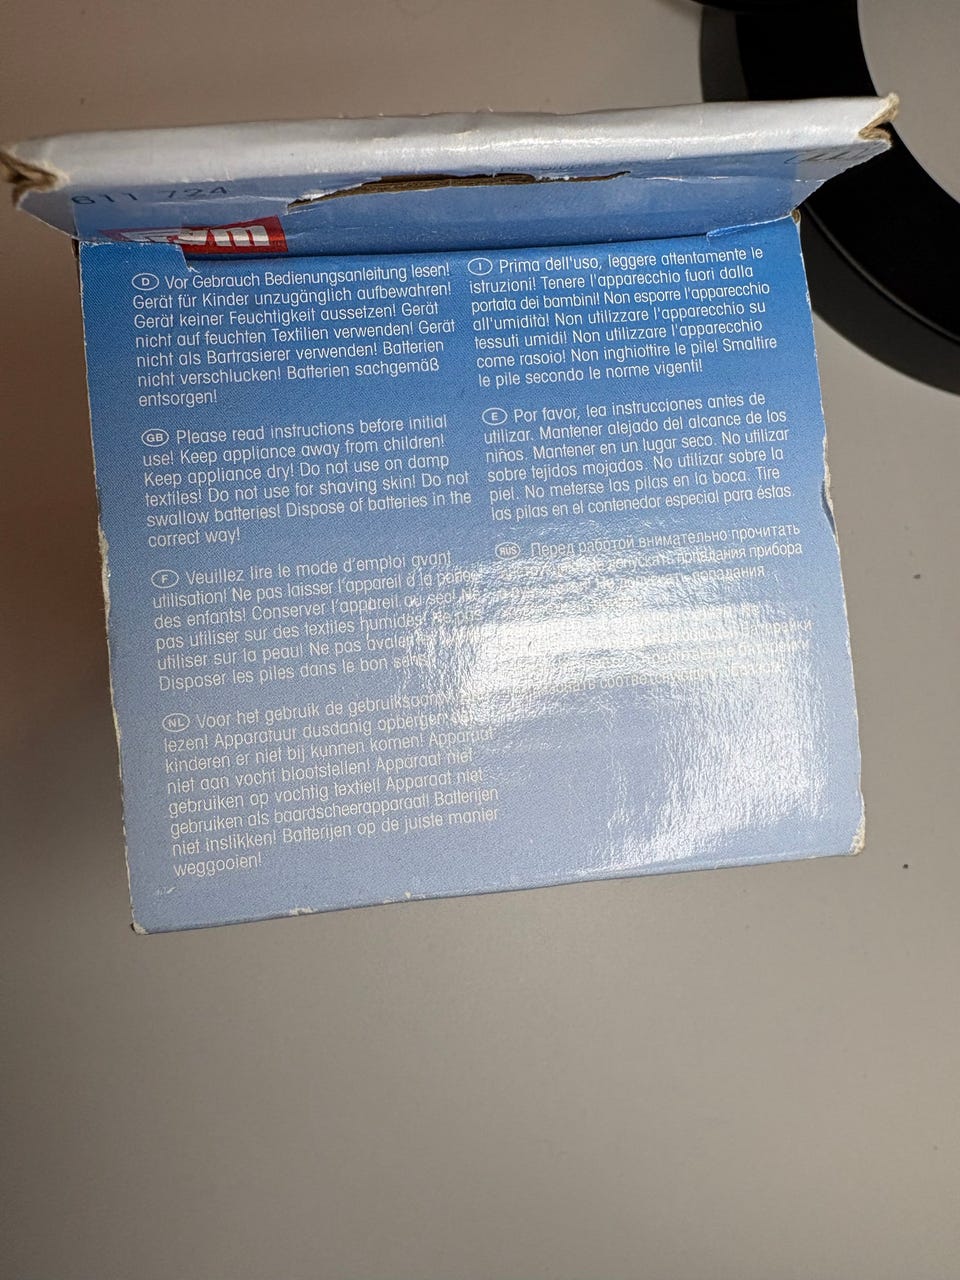 611 724
D Vor Gebrauch Bedienungsanleitung lesen!
Gerät für Kinder unzugänglich aufbewahren!
Gerät keiner Feuchtigkeit aussetzen! Gerät
nicht auf feuchten Textilien verwenden! Gerät
nicht als Bartrasierer verwenden! Batterien
nicht verschlucken! Batterien sachgemäß
entsorgen!
GB Please read instructions before initial
use! Keep appliance away from children!
Keep appliance dry! Do not use on damp
textiles! Do not use for shaving skin! Do not
swallow batteries! Dispose of batteries in the
correct way!
F Veuillez lire le mode d'emploi avant
utilisation! Ne pas laisser l'appareil à la
des enfants! Conserver l'appareil au sec!
pas utiliser sur des textiles humides!
utiliser sur la peau! Ne pas avaler
Disposer les piles dans le bon sens
NL Voor het gebruik de
lezen! Apparatuur dusdanig opbergen
kinderen er niet bij kunnen komen! Apparaat
niet aan vocht blootstellen! Apparaat niet
gebruiken op vochtig textiel! Apparaat niet
gebruiken als baardscheerapparaat! Batterijen
niet inslikken! Batterijen op de juiste manier
weggooien!
I Prima dell'uso, leggere attentamente le
istruzioni! Tenere l'apparecchio fuori dalla
portata dei bambini! Non esporre l'apparecchio
all'umidità! Non utilizzare l'apparecchio su
tessuti umidi! Non utilizzare l'apparecchio
come rasoio! Non inghiottire le pile! Smaltire
le pile secondo le norme vigenti!
E Por favor, lea instrucciones antes de
utilizar. Mantener alejado del alcance de los
niños. Mantener en un lugar seco. No utilizar
sobre tejidos mojados. No utilizar sobre la
piel. No meterse las pilas en la boca. Tire
las pilas en el contenedor especial para éstas.
RUS Перед работой внимательно прочитать
допускать попадания прибора
Не допускать попадания